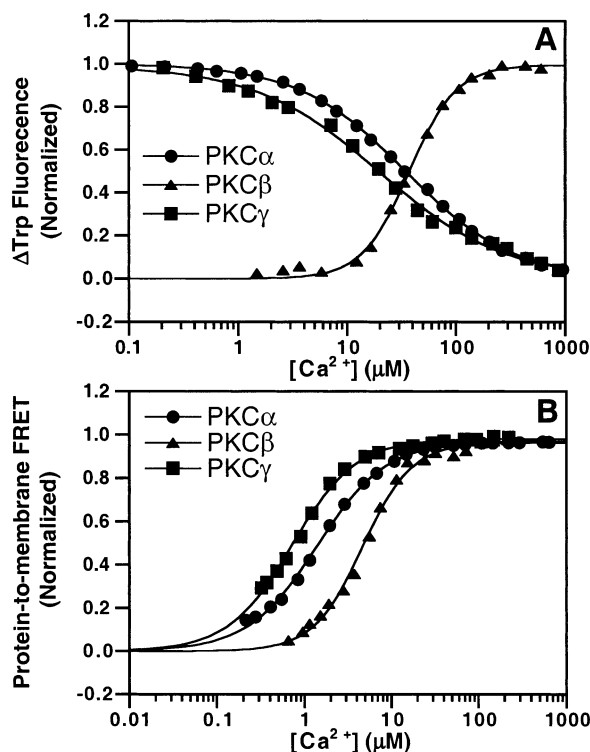 A
ΔTrp Fluorecence
(Normalized)
1.2
1.0
0.8
0.6
0.4
0.2
0.0
-0.2
PKCα
PKCβ
PKCγ
0.1 1 10 100 1000
[Ca²⁺] (μM)
B
Protein-to-membrane FRET
(Normalized)
1.2
1.0
0.8
0.6
0.4
0.2
0.0
-0.2
PKCα
PKCβ
PKCγ
0.01 0.1 1 10 100 1000
[Ca²⁺] (μM)